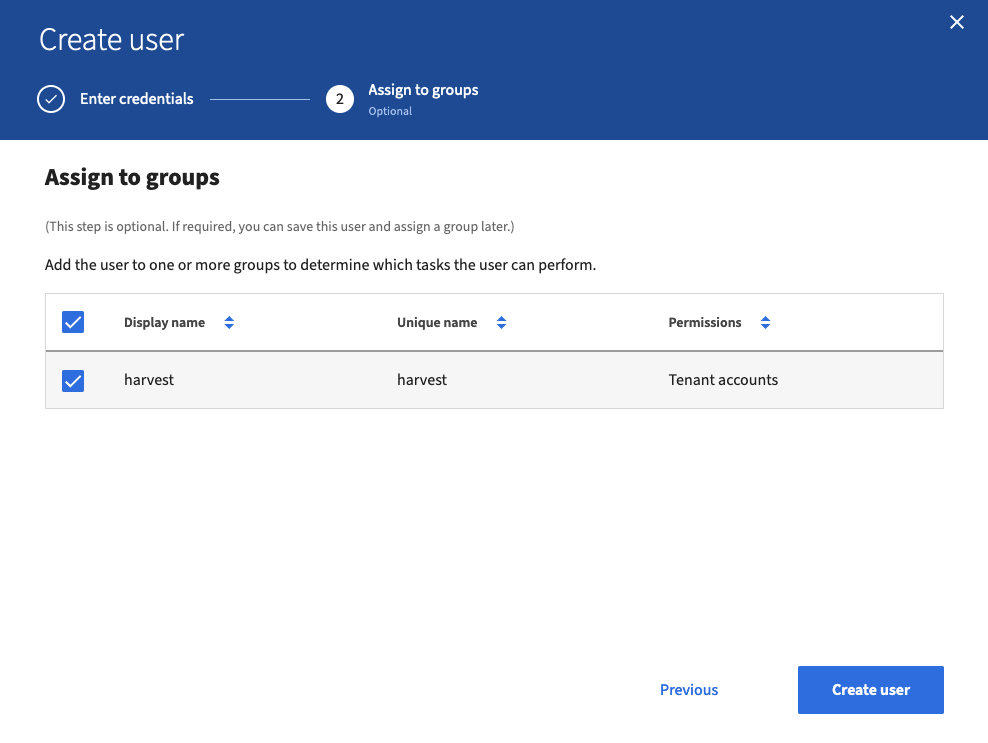 Create user
Enter credentials
2
Assign to groups
Optional
Assign to groups
(This step is optional. If required, you can save this user and assign a group later.)
Add the user to one or more groups to determine which tasks the user can perform.
Display name Unique name Permissions
harvest harvest Tenant accounts
Previous Create user